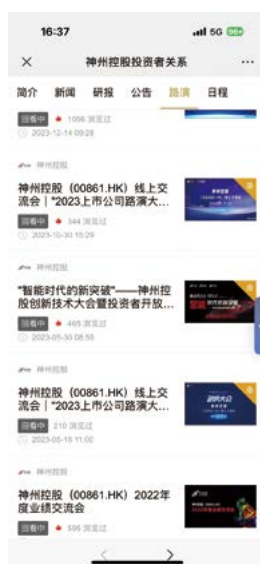 16:37
5G
神州控股投资者关系
简介 新闻 研报 公告 路演 日程
回看中 1056 浏览过
2023-12-14 09:28
神州控股
神州控股（00861.HK）线上交
流会｜"2023上市公司路演大...
回看中 344 浏览过
2023-10-30 15:29
神州控股
"智能时代的新突破"——神州控
股创新技术大会暨投资者开放...
回看中 465 浏览过
2023-05-30 08:55
神州控股
神州控股（00861.HK）线上交
流会｜"2023上市公司路演大...
回看中 210 浏览过
2023-05-15 11:00
神州控股
神州控股（00861.HK）2022年
度业绩交流会
回看中 595 浏览过